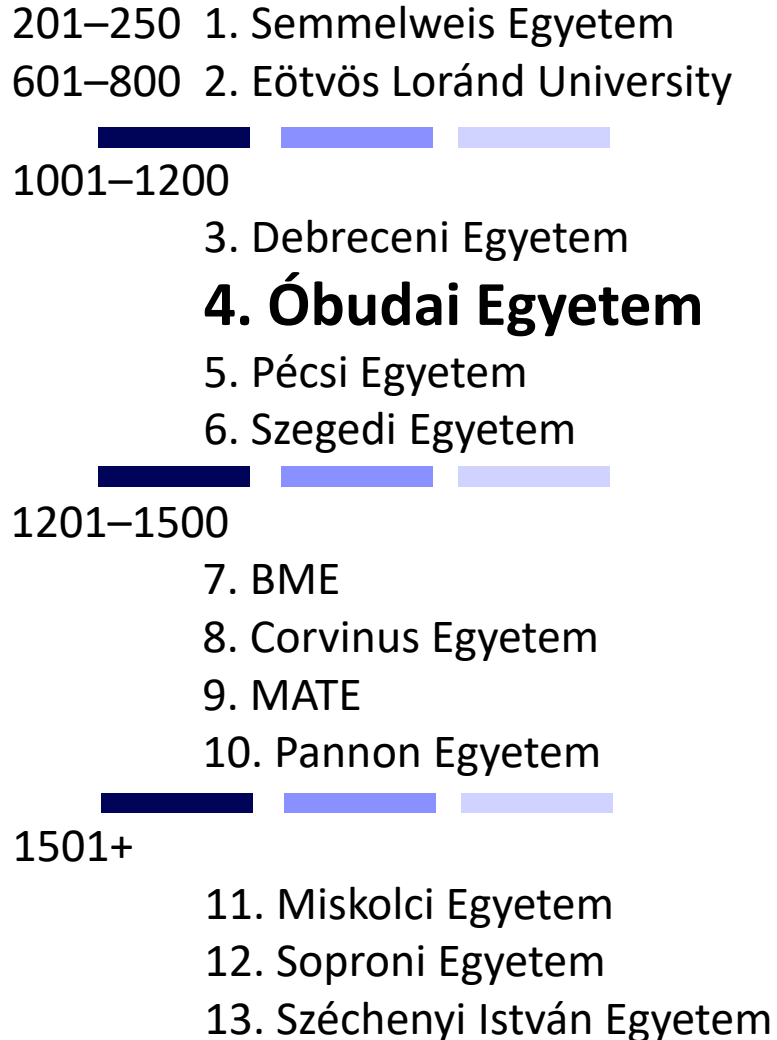 201–250 1. Semmelweis Egyetem
601–800 2. Eötvös Loránd University
1001–1200
3. Debreceni Egyetem
4. Óbudai Egyetem
5. Pécsi Egyetem
6. Szegedi Egyetem
1201–1500
7. BME
8. Corvinus Egyetem
9. MATE
10. Pannon Egyetem
1501+
11. Miskolci Egyetem
12. Soproni Egyetem
13. Széchenyi István Egyetem